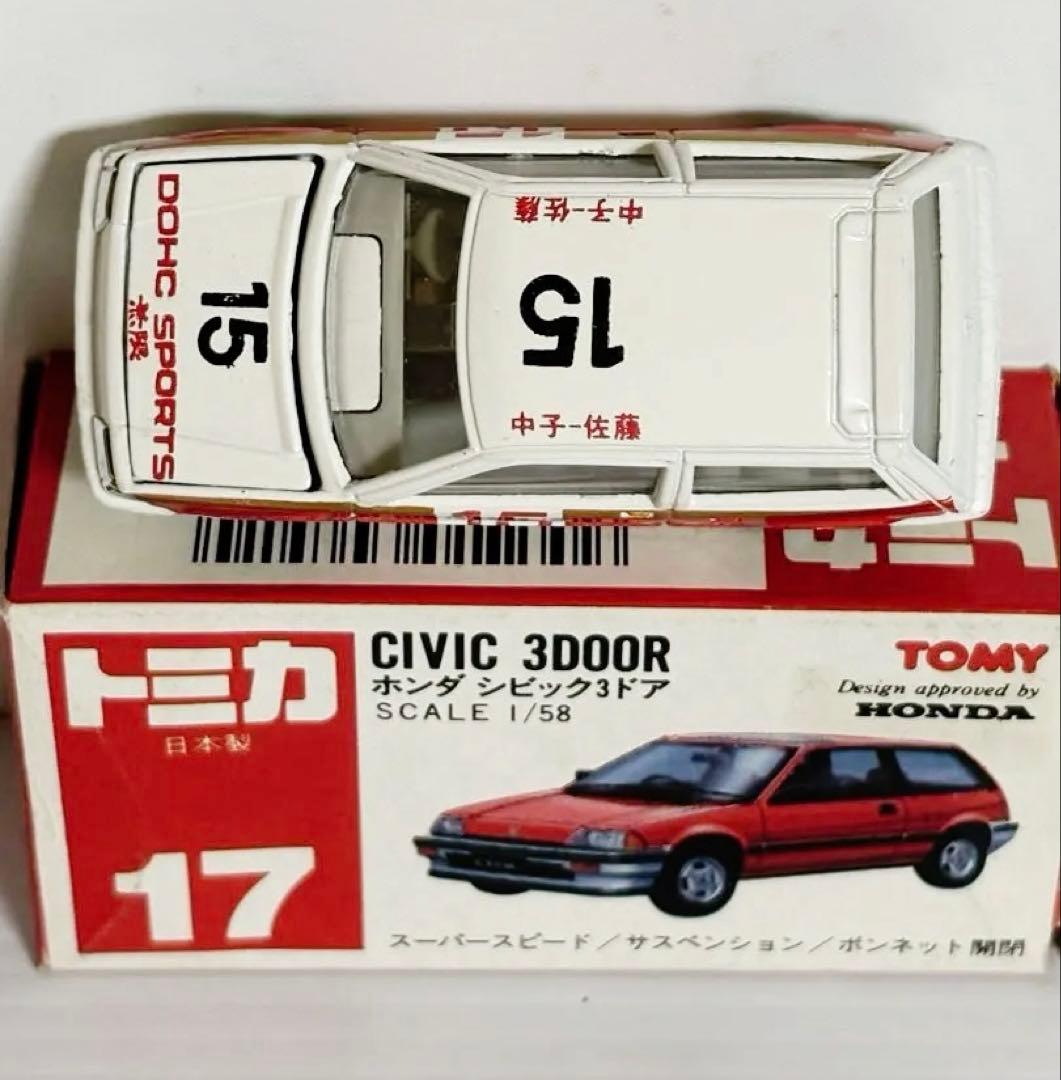 DOHC SPORTS
無限
15
中子-佐藤
15
中子-佐藤
トミカ
トミカ
日本製
17
CIVIC 3DOOR
ホンダ シビック3ドア
SCALE 1/58
TOMY
Design approved by
HONDA
スーパースピード/サスペンション/ボンネット開閉